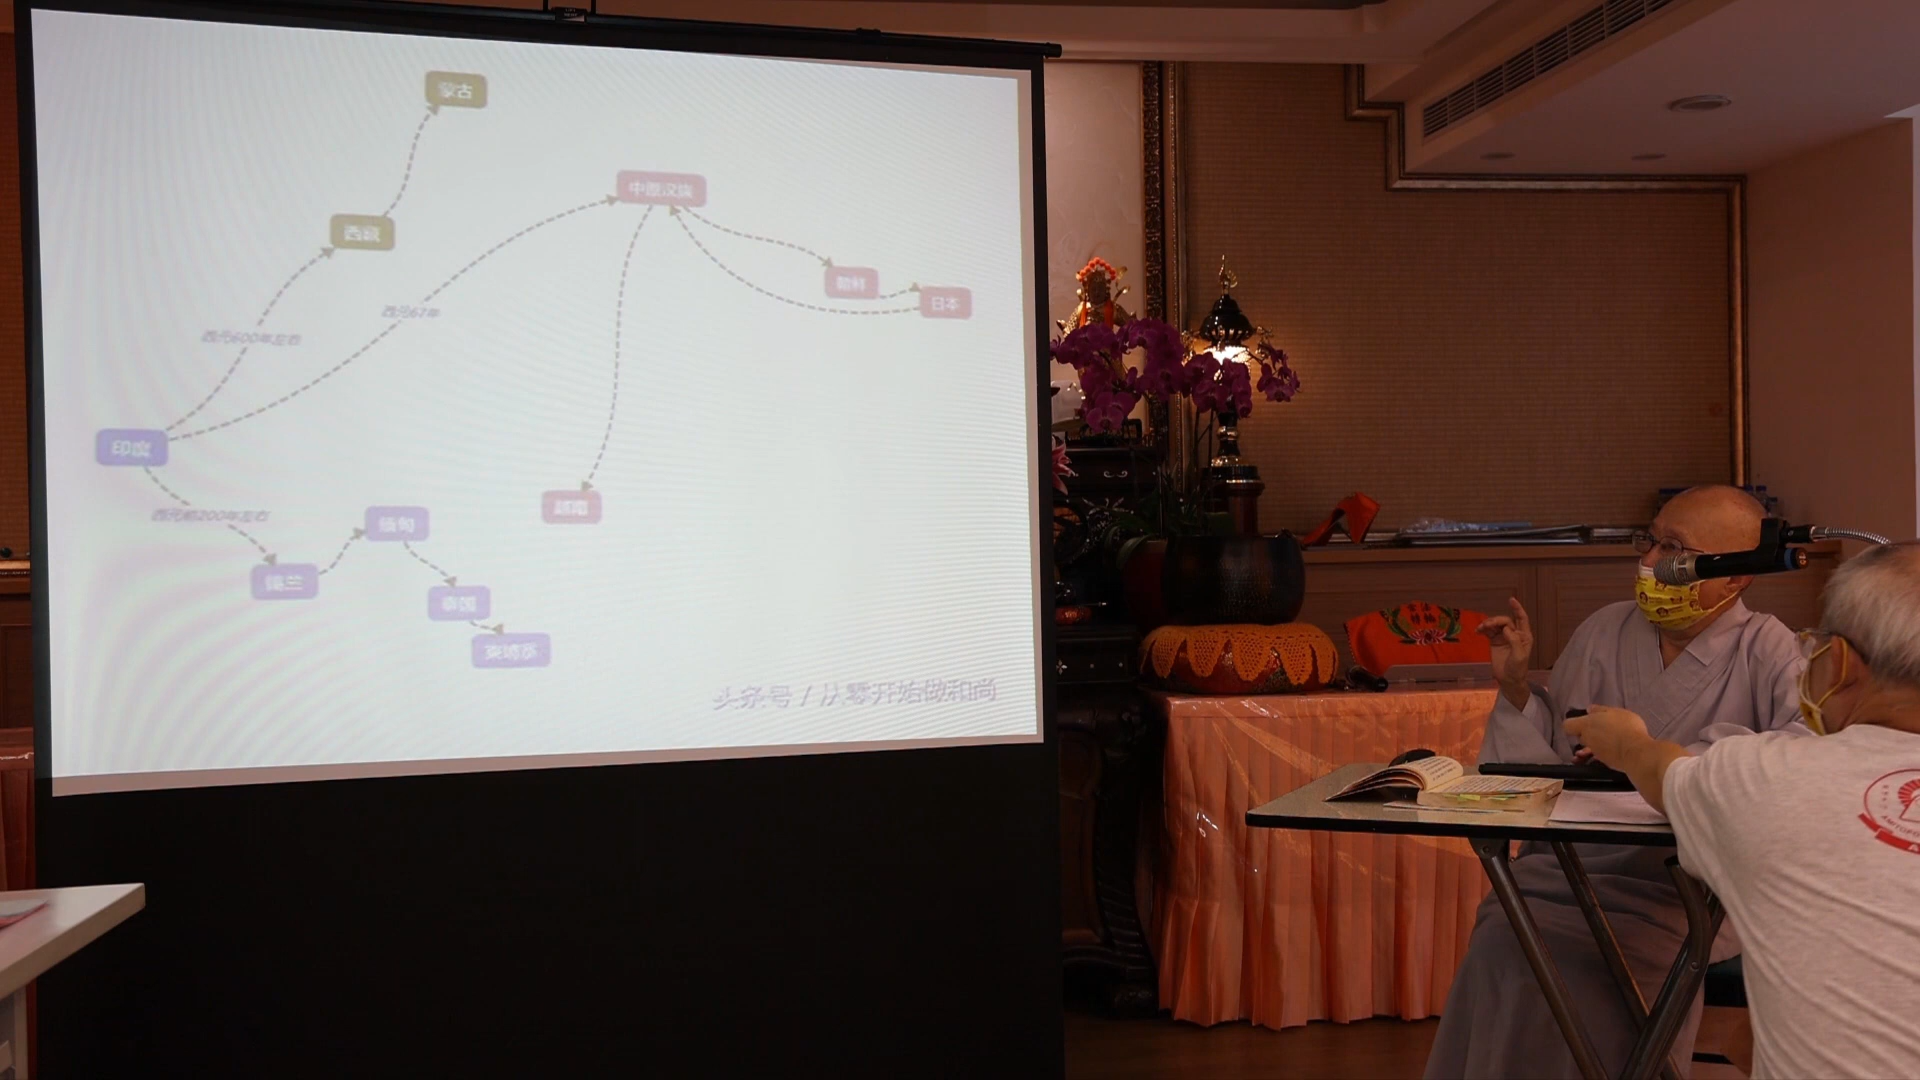 蒙古
中原汉族
西藏
朝鲜
日本
西元67年
西元600年左右
印度
越南
西元前200年左右
缅甸
锡兰
泰国
柬埔寨
头条号 / 从零开始做和尚